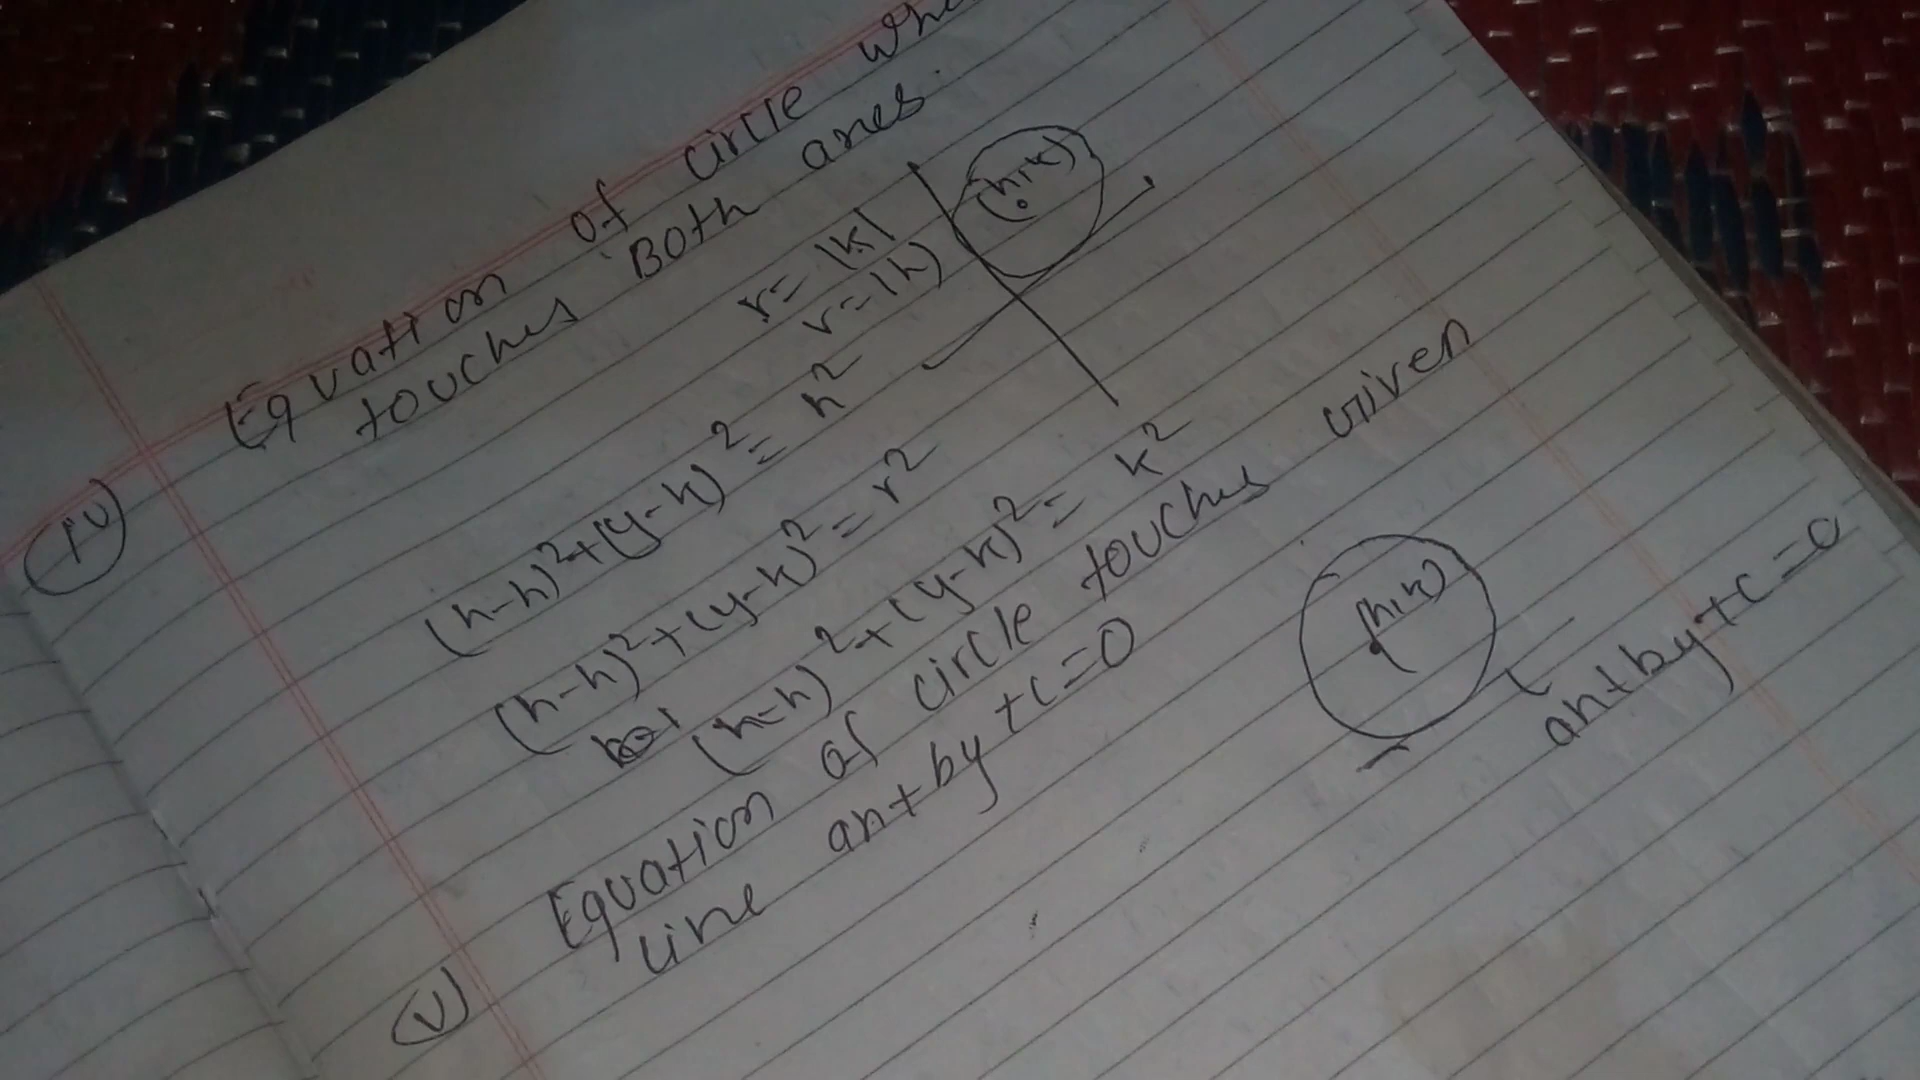 (IV) Equation of circle whe
touches Both axes.
r = |k|
r = |h|
(h,k)
(x-h)²+(y-k)² = h²
(x-h)²+(y-k)² = r²
(x-h)²+(y-k)² = k²
(V) Equation of circle touches Given
line ax+by+c=0
(h,k)
ax+by+c=0